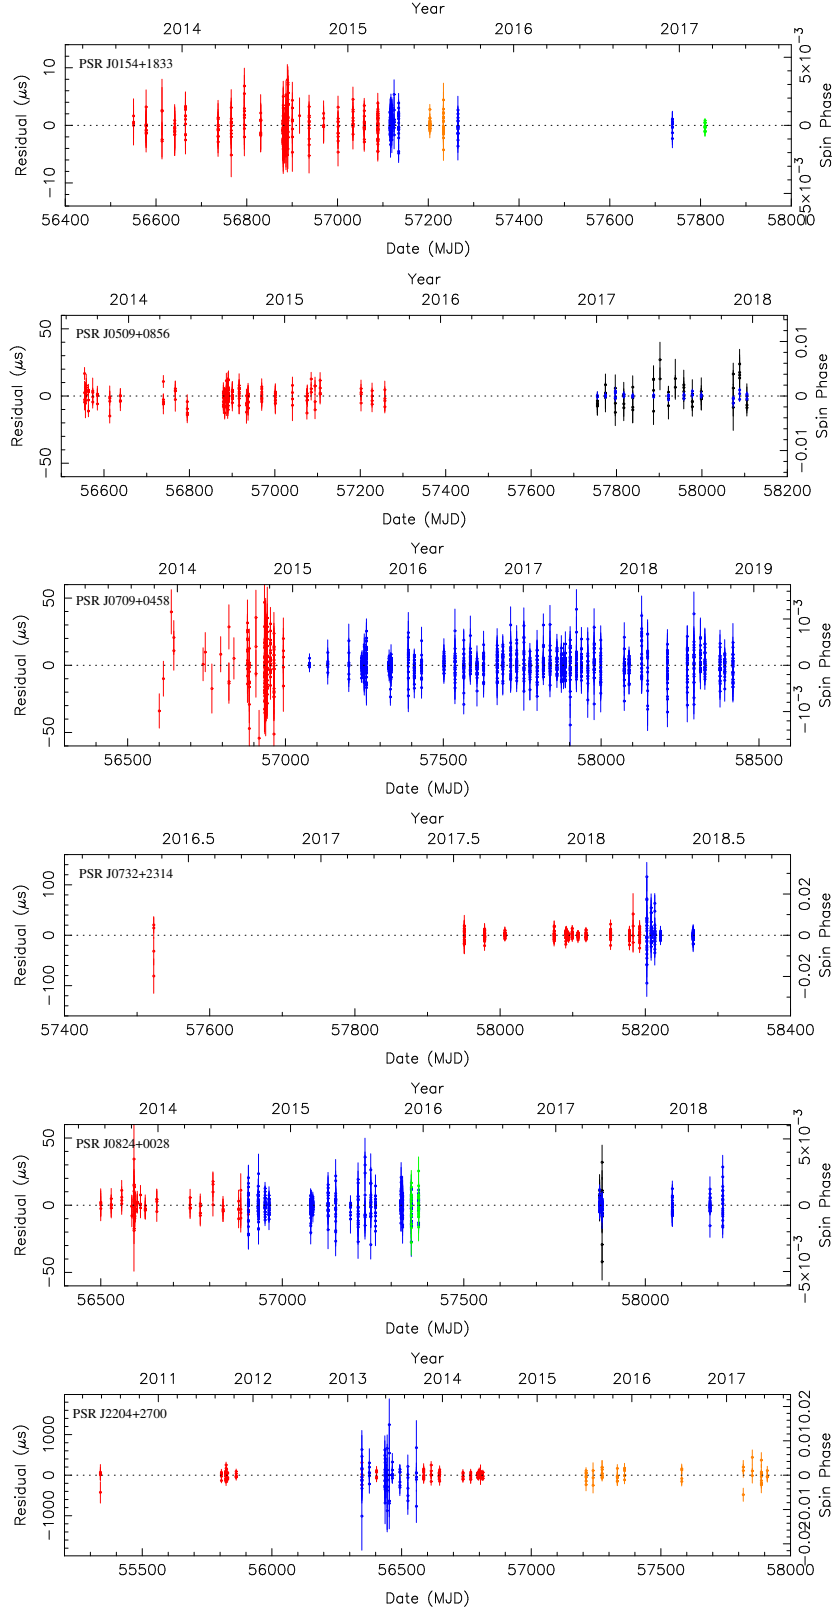 Year
2014 2015 2016 2017
PSR J0154+1833
10 0 −10
Residual (μs)
5×10⁻³ 0 −5×10⁻³
Spin Phase
56400 56600 56800 57000 57200 57400 57600 57800 58000
Date (MJD)
Year
2014 2015 2016 2017 2018
PSR J0509+0856
50 0 −50
Residual (μs)
0.01 0 −0.01
Spin Phase
56600 56800 57000 57200 57400 57600 57800 58000 58200
Date (MJD)
Year
2014 2015 2016 2017 2018 2019
PSR J0709+0458
50 0 −50
Residual (μs)
10⁻³ 0 −10⁻³
Spin Phase
56500 57000 57500 58000 58500
Date (MJD)
Year
2016.5 2017 2017.5 2018 2018.5
PSR J0732+2314
100 0 −100
Residual (μs)
0.02 0 −0.02
Spin Phase
57400 57600 57800 58000 58200 58400
Date (MJD)
Year
2014 2015 2016 2017 2018
PSR J0824+0028
50 0 −50
Residual (μs)
5×10⁻³ 0 −5×10⁻³
Spin Phase
56500 57000 57500 58000
Date (MJD)
Year
2011 2012 2013 2014 2015 2016 2017
PSR J2204+2700
1000 0 −1000
Residual (μs)
0.02 0.01 0 −0.01 −0.02
Spin Phase
55500 56000 56500 57000 57500 58000
Date (MJD)